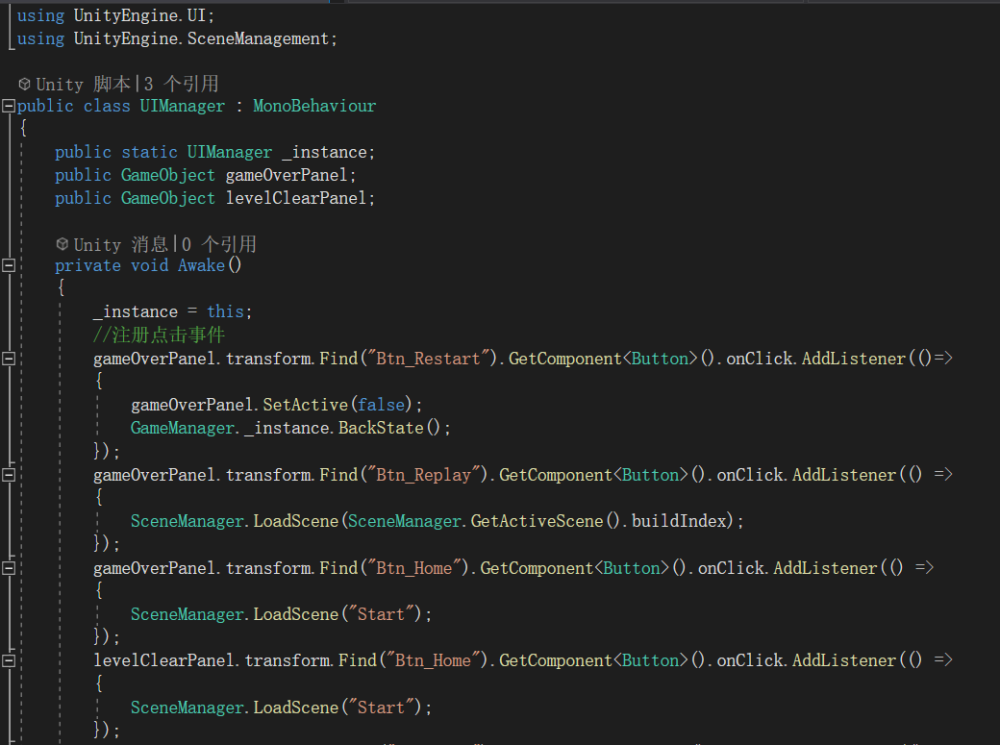 using UnityEngine.UI;
using UnityEngine.SceneManagement;
Unity 脚本|3 个引用
public class UIManager : MonoBehaviour
{
public static UIManager _instance;
public GameObject gameOverPanel;
public GameObject levelClearPanel;
Unity 消息|0 个引用
private void Awake()
{
_instance = this;
//注册点击事件
gameOverPanel.transform.Find("Btn_Restart").GetComponent<Button>().onClick.AddListener(()=>
{
gameOverPanel.SetActive(false);
GameManager._instance.BackState();
});
gameOverPanel.transform.Find("Btn_Replay").GetComponent<Button>().onClick.AddListener(() =>
{
SceneManager.LoadScene(SceneManager.GetActiveScene().buildIndex);
});
gameOverPanel.transform.Find("Btn_Home").GetComponent<Button>().onClick.AddListener(() =>
{
SceneManager.LoadScene("Start");
});
levelClearPanel.transform.Find("Btn_Home").GetComponent<Button>().onClick.AddListener(() =>
{
SceneManager.LoadScene("Start");
});